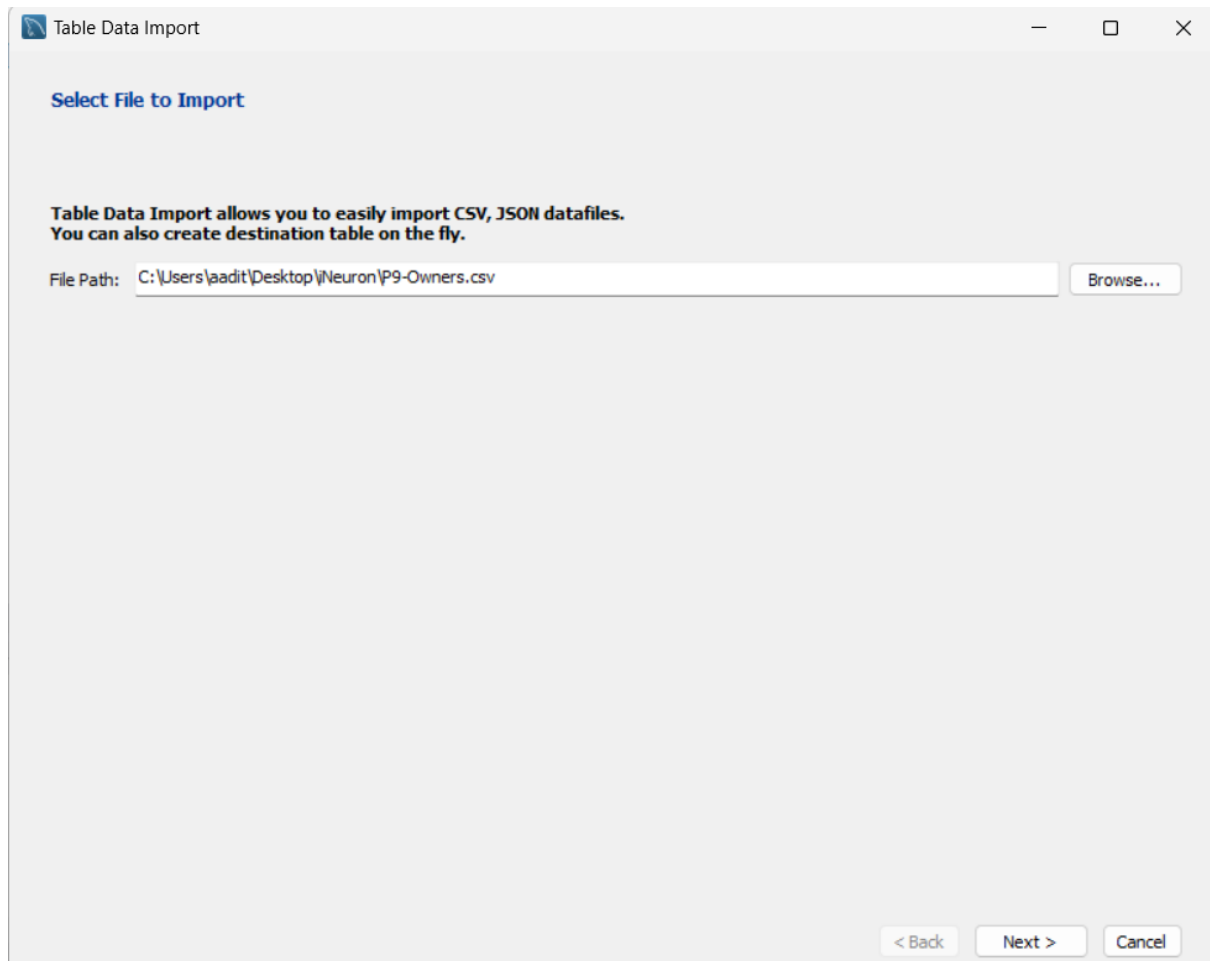 Table Data Import
Select File to Import
Table Data Import allows you to easily import CSV, JSON datafiles.
You can also create destination table on the fly.
File Path: C:\Users\aadit\Desktop\iNeuron\P9-Owners.csv Browse...
< Back Next > Cancel